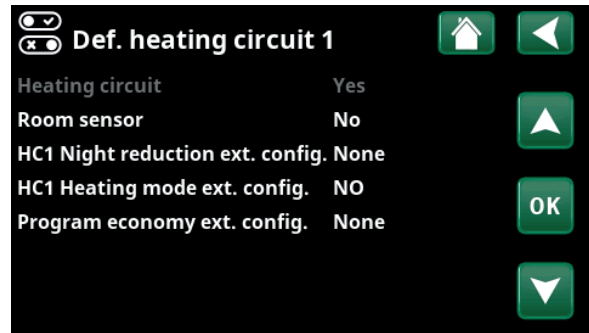 Def. heating circuit 1
Heating circuit Yes
Room sensor No
HC1 Night reduction ext. config. None
HC1 Heating mode ext. config. NO
OK
Program economy ext. config. None